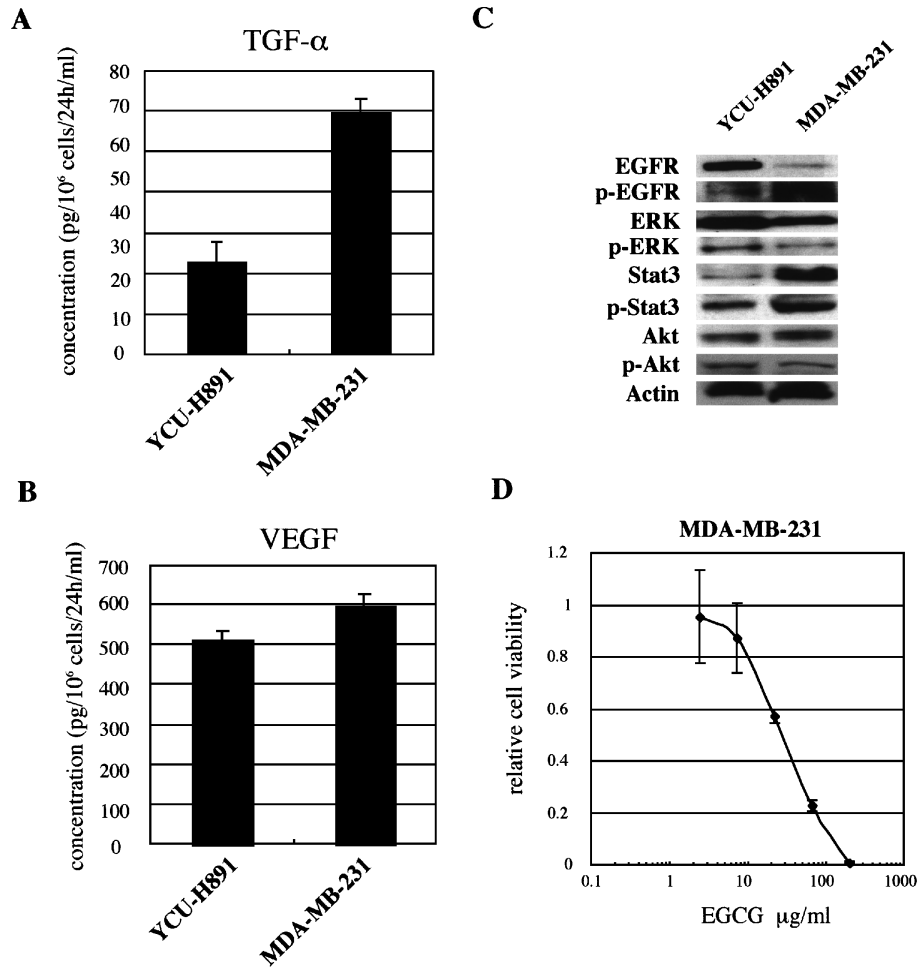 A
TGF-α
concentration (pg/10⁶ cells/24h/ml)
80
70
60
50
40
30
20
10
0
YCU-H891
MDA-MB-231
B
VEGF
concentration (pg/10⁶ cells/24h/ml)
700
600
500
400
300
200
100
0
YCU-H891
MDA-MB-231
C
YCU-H891
MDA-MB-231
EGFR
p-EGFR
ERK
p-ERK
Stat3
p-Stat3
Akt
p-Akt
Actin
D
MDA-MB-231
relative cell viability
1.2
1
0.8
0.6
0.4
0.2
0
0.1 1 10 100 1000
EGCG μg/ml